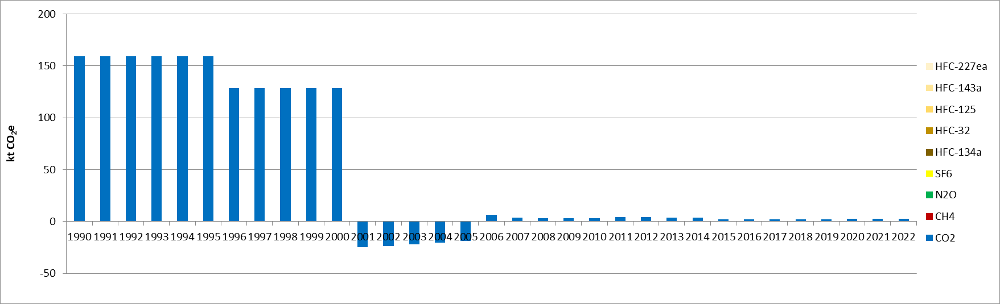 200
150
100
50
0
-50
kt CO₂e
1990 1991 1992 1993 1994 1995 1996 1997 1998 1999 2000 2001 2002 2003 2004 2005 2006 2007 2008 2009 2010 2011 2012 2013 2014 2015 2016 2017 2018 2019 2020 2021 2022
HFC-227ea
HFC-143a
HFC-125
HFC-32
HFC-134a
SF6
N2O
CH4
CO2